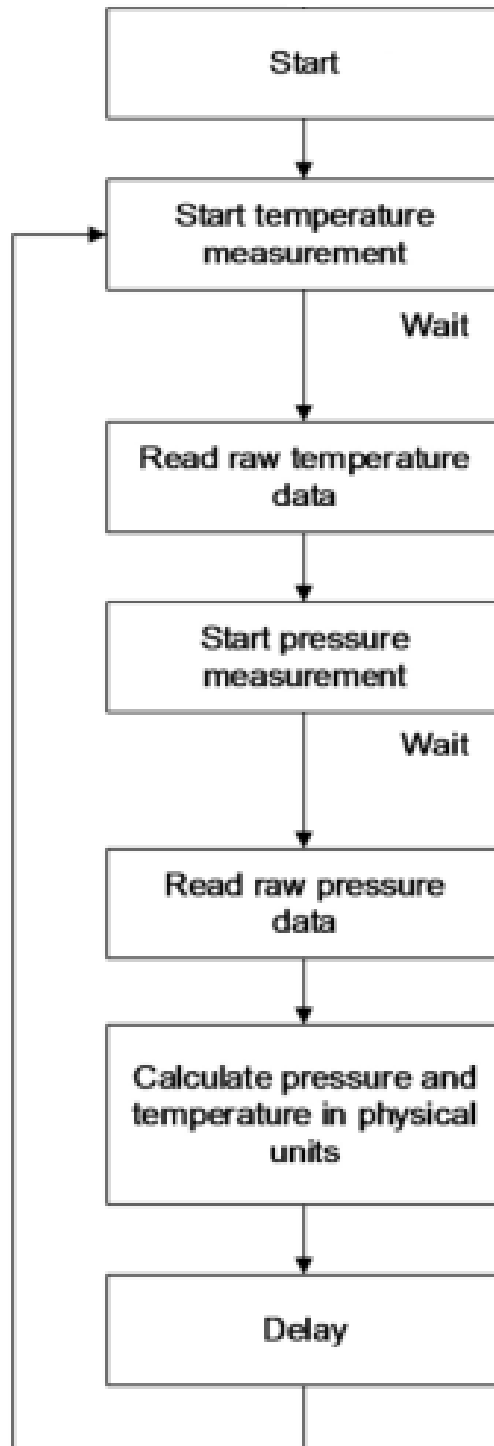 Start
Start temperature
measurement
Wait
Read raw temperature
data
Start pressure
measurement
Wait
Read raw pressure
data
Calculate pressure and
temperature in physical
units
Delay